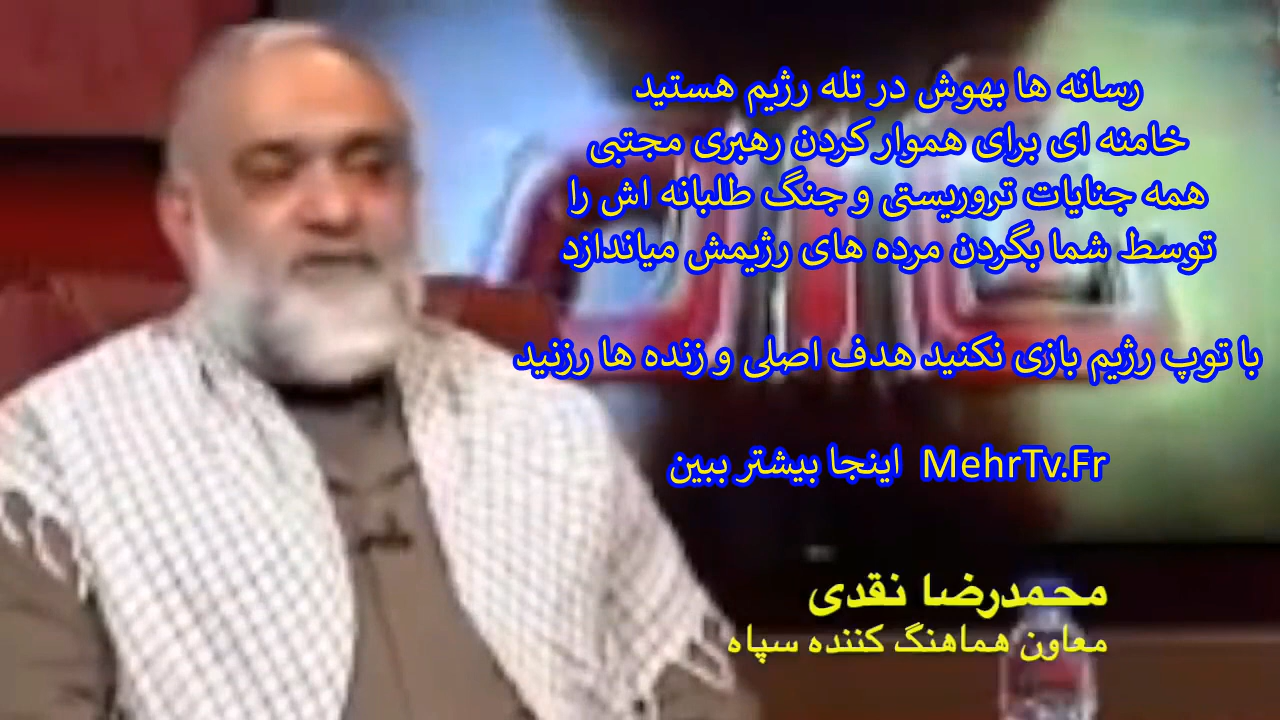 رسانه ها بهوش در تله رژیم هستید
خامنه ای برای هموار کردن رهبری مجتبی
همه جنایات تروریستی و جنگ طلبانه اش را
توسط شما بگردن مرده های رژیمش میاندازد
با توپ رژیم بازی نکنید هدف اصلی و زنده ها رزنید
MehrTv.Fr اینجا بیشتر ببین
محمدرضا نقدی
معاون هماهنگ کننده سپاه